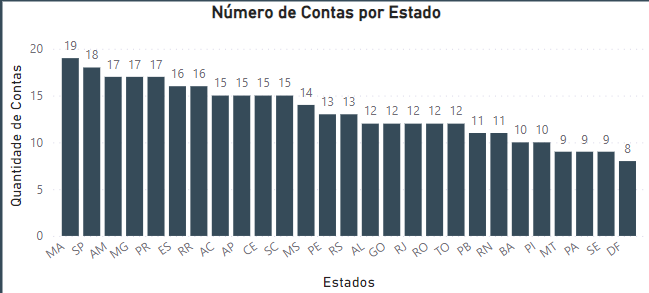 Número de Contas por Estado
Quantidade de Contas
20
15
10
5
0
19 18 17 17 17 16 16 15 15 15 15 14 13 13 12 12 12 12 12 11 11 10 10 9 9 9 8
MA SP AM MG PR ES RR AC AP CE SC MS PE RS AL GO RJ RO TO PB RN BA PI MT PA SE DF
Estados